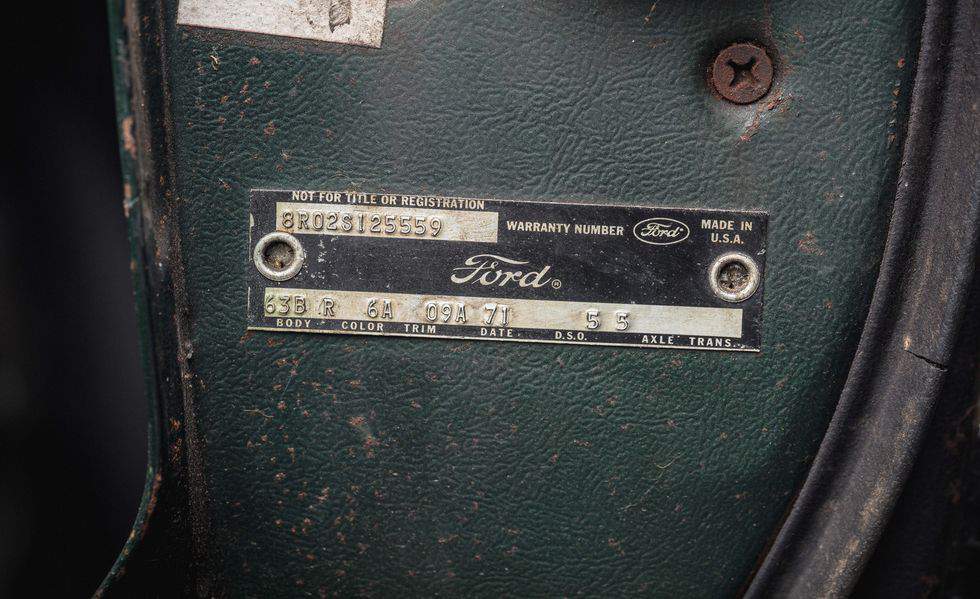 NOT FOR TITLE OR REGISTRATION
8R02S125559 WARRANTY NUMBER Ford MADE IN
U.S.A.
Ford®
63B R 6A 09A 71 5 5
BODY COLOR TRIM DATE D.S.O. AXLE TRANS.